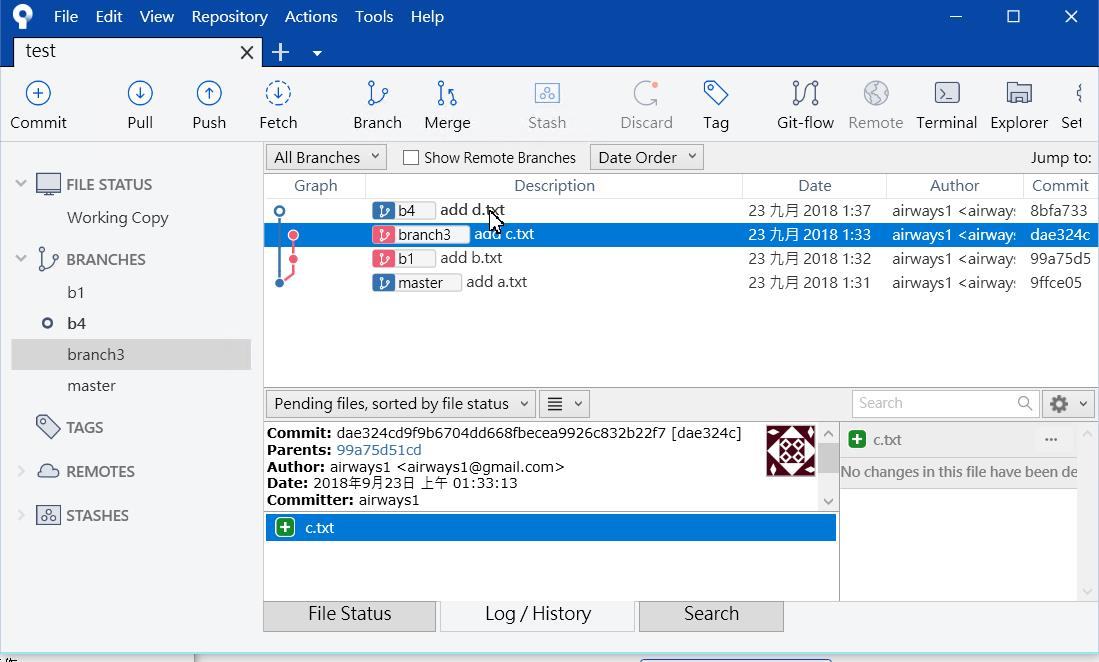 File Edit View Repository Actions Tools Help
test
Commit Pull Push Fetch Branch Merge Stash Discard Tag Git-flow Remote Terminal Explorer Set
FILE STATUS
Working Copy
BRANCHES
b1
b4
branch3
master
TAGS
REMOTES
STASHES
All Branches Show Remote Branches Date Order Jump to:
Graph Description Date Author Commit
b4 add d.txt 23 九月 2018 1:37 airways1 <airway: 8bfa733
branch3 add c.txt 23 九月 2018 1:33 airways1 <airway: dae324c
b1 add b.txt 23 九月 2018 1:32 airways1 <airway: 99a75d5
master add a.txt 23 九月 2018 1:31 airways1 <airway: 9ffce05
Pending files, sorted by file status Search
Commit: dae324cd9f9b6704dd668fbecea9926c832b22f7 [dae324c]
Parents: 99a75d51cd
Author: airways1 <airways1@gmail.com>
Date: 2018年9月23日 上午 01:33:13
Committer: airways1
c.txt
c.txt
No changes in this file have been de
File Status Log / History Search